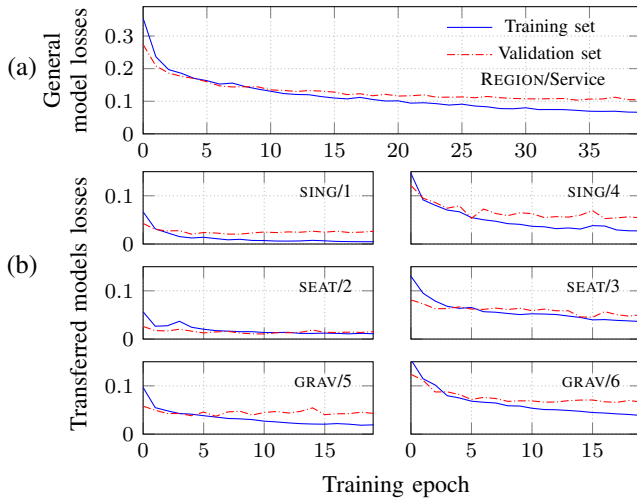 (a)
General
model losses
0.3
0.2
0.1
0
Training set
Validation set
REGION/Service
0 5 10 15 20 25 30 35
(b)
Transferred models losses
0.1
0
SING/1
SING/4
0.1
0
SEAT/2
SEAT/3
0.1
0
GRAV/5
GRAV/6
0 5 10 15
0 5 10 15
Training epoch